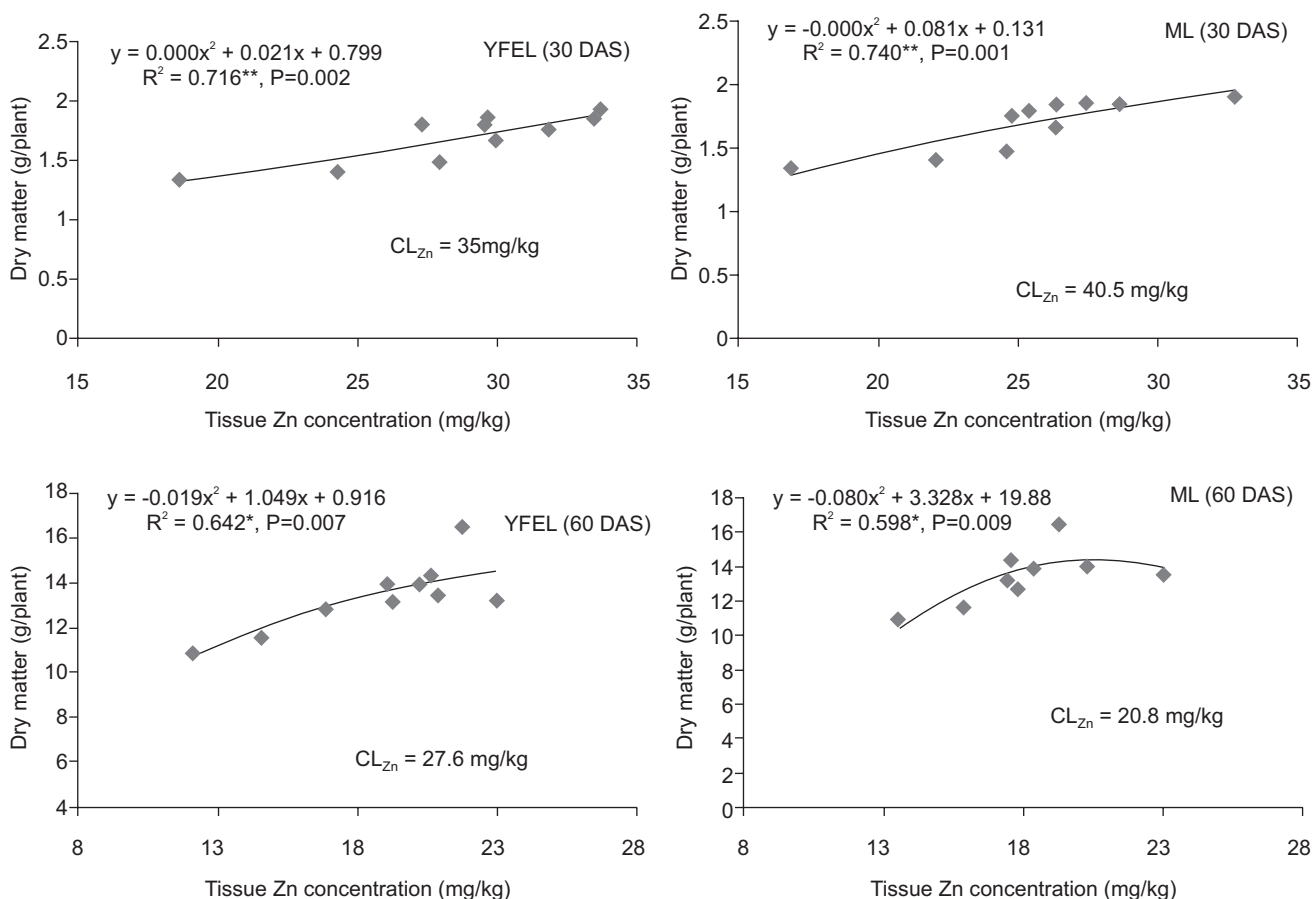 y = 0.000x² + 0.021x + 0.799
R² = 0.716**, P=0.002
YFEL (30 DAS)
2.5
2
1.5
1
0.5
0
Dry matter (g/plant)
CL_Zn = 35mg/kg
15 20 25 30 35
Tissue Zn concentration (mg/kg)
y = -0.000x² + 0.081x + 0.131
R² = 0.740**, P=0.001
ML (30 DAS)
2.5
2
1.5
1
0.5
0
Dry matter (g/plant)
CL_Zn = 40.5 mg/kg
15 20 25 30 35
Tissue Zn concentration (mg/kg)
y = -0.019x² + 1.049x + 0.916
R² = 0.642*, P=0.007
YFEL (60 DAS)
18
16
14
12
10
8
6
4
Dry matter (g/plant)
CL_Zn = 27.6 mg/kg
8 13 18 23 28
Tissue Zn concentration (mg/kg)
y = -0.080x² + 3.328x + 19.88
R² = 0.598*, P=0.009
ML (60 DAS)
18
16
14
12
10
8
6
4
2
0
Dry matter (g/plant)
CL_Zn = 20.8 mg/kg
8 13 18 23 28
Tissue Zn concentration (mg/kg)